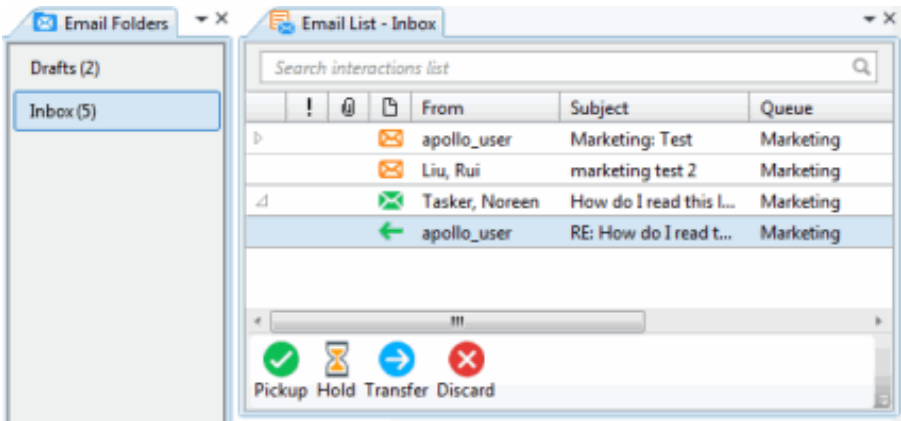 Email Folders
Drafts (2)
Inbox (5)
Email List - Inbox
Search interactions list
! From Subject Queue
apollo_user Marketing: Test Marketing
Liu, Rui marketing test 2 Marketing
Tasker, Noreen How do I read this l... Marketing
apollo_user RE: How do I read t... Marketing
Pickup Hold Transfer Discard